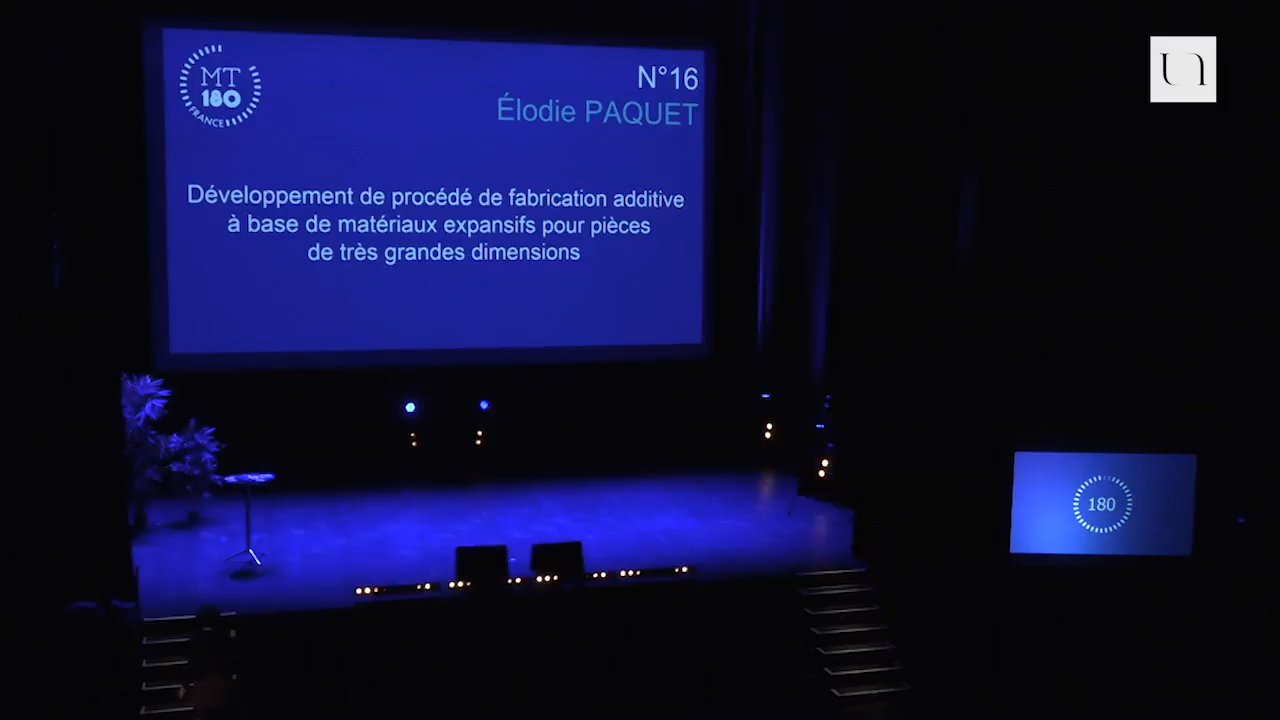 MT
180
FRANCE
N°16
Élodie PAQUET
Développement de procédé de fabrication additive
à base de matériaux expansifs pour pièces
de très grandes dimensions
180